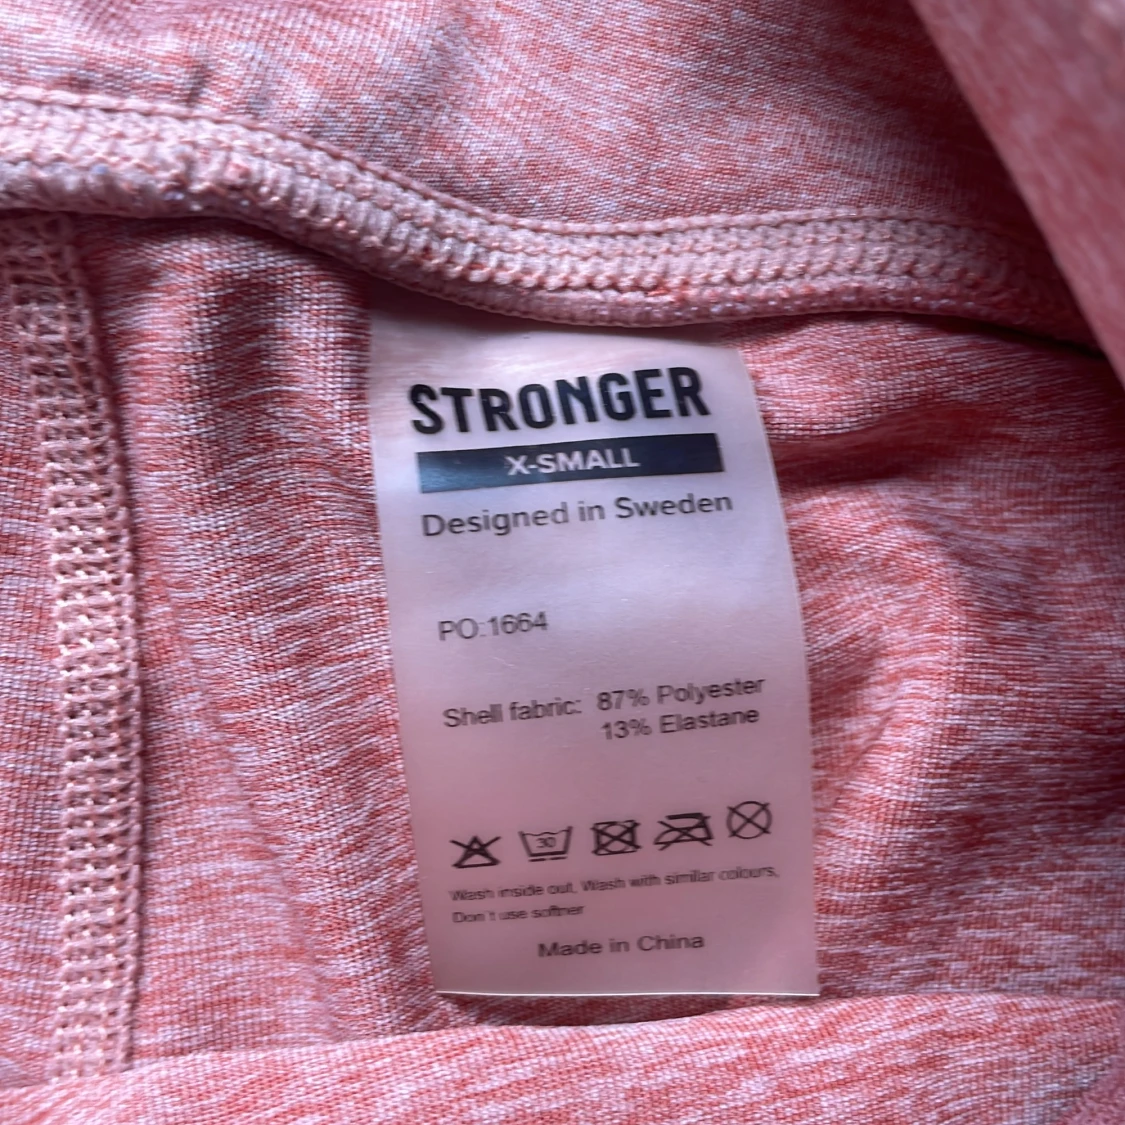 STRONGER
X-SMALL
Designed in Sweden
PO:1664
Shell fabric: 87% Polyester
13% Elastane
30
Wash inside out, Wash with similar colours,
Don't use softner
Made in China